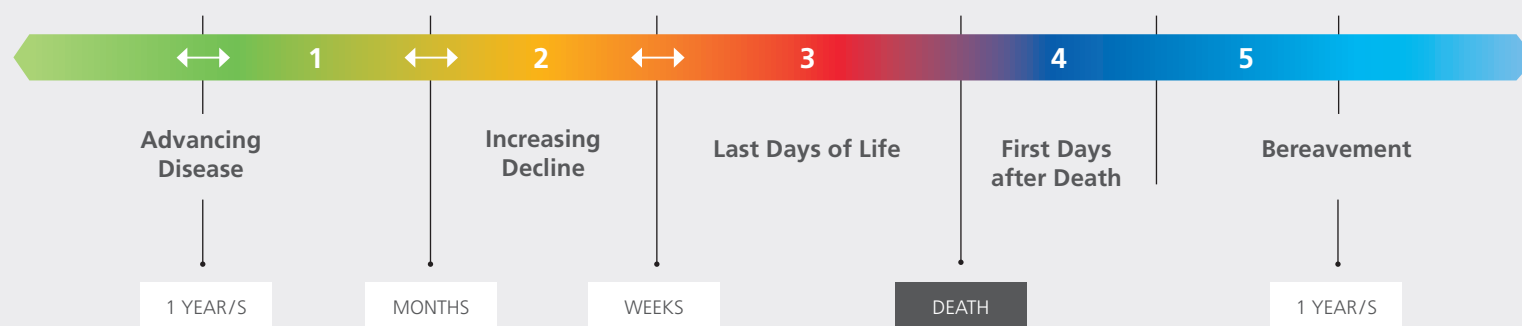 1
2
3
4
5
Advancing
Disease
Increasing
Decline
Last Days of Life
First Days
after Death
Bereavement
1 YEAR/S
MONTHS
WEEKS
DEATH
1 YEAR/S